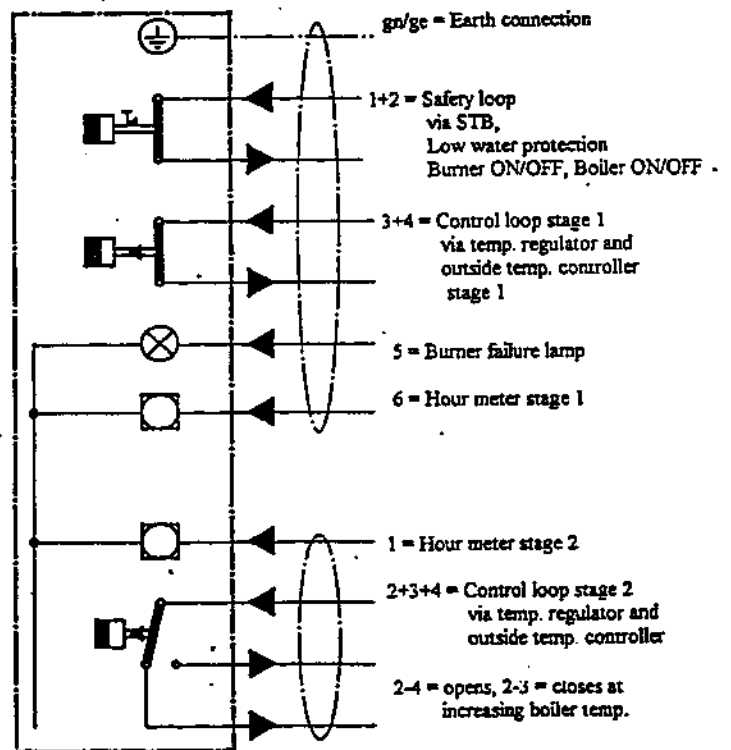 gn/ge = Earth connection
1+2 = Safety loop
via STB,
Low water protection
Burner ON/OFF, Boiler ON/OFF
3+4 = Control loop stage 1
via temp. regulator and
outside temp. controller
stage 1
5 = Burner failure lamp
6 = Hour meter stage 1
1 = Hour meter stage 2
2+3+4 = Control loop stage 2
via temp. regulator and
outside temp. controller
2-4 = opens, 2-3 = closes at
increasing boiler temp.